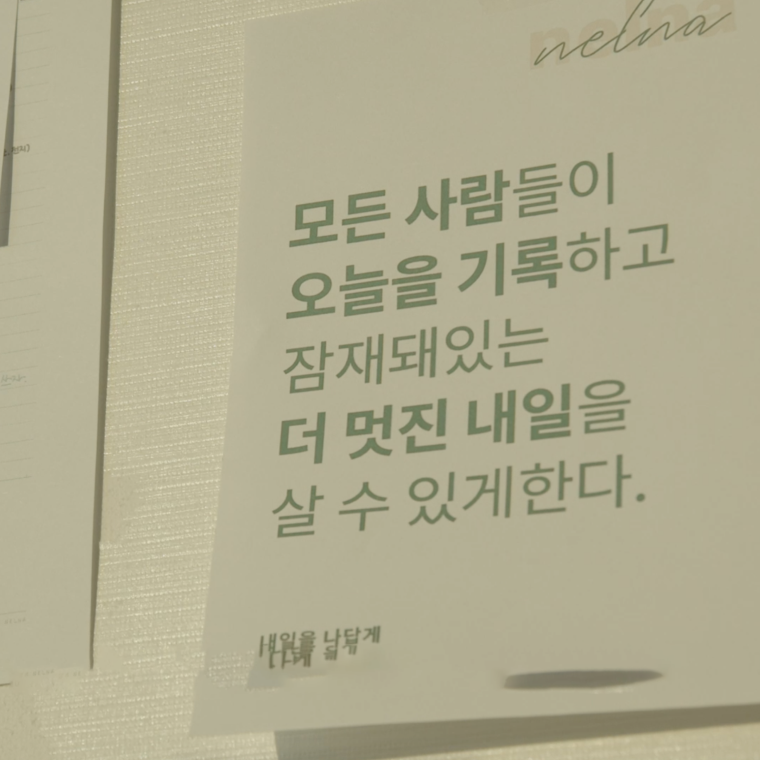 nelna
모든 사람들이
오늘을 기록하고
잠재돼있는
더 멋진 내일을
살 수 있게한다.
내일을 나답게